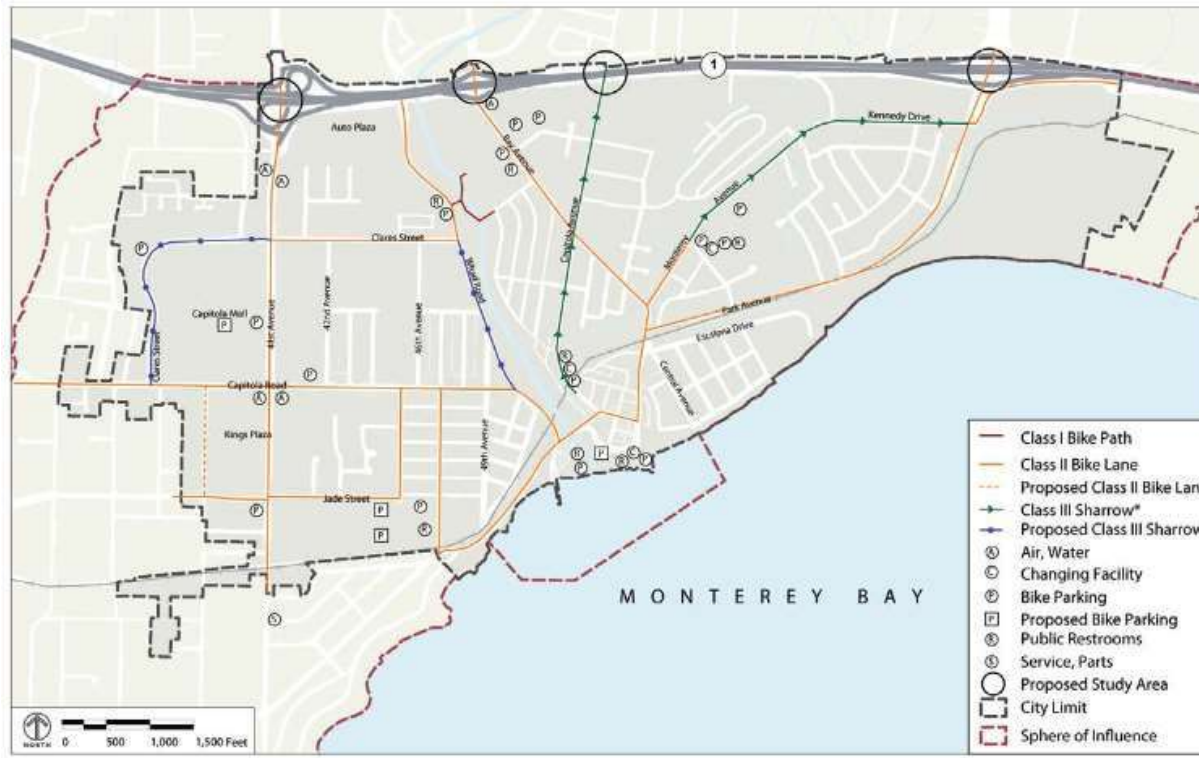 1
Auto Plaza
Kennedy Drive
Bay Avenue
Avenue
Monterey
Capitola Avenue
Clares Street
Wharf Road
Capitola Mall
41st Avenue
42nd Avenue
46th Avenue
Park Avenue
Escalona Drive
Clares Street
Capitola Road
Central Avenue
Kings Plaza
49th Avenue
Jade Street
MONTEREY BAY
Class I Bike Path
Class II Bike Lane
Proposed Class II Bike Lan
Class III Sharrow*
Proposed Class III Sharrow
A Air, Water
C Changing Facility
P Bike Parking
P Proposed Bike Parking
R Public Restrooms
S Service, Parts
Proposed Study Area
City Limit
Sphere of Influence
NORTH
0 500 1,000 1,500 Feet